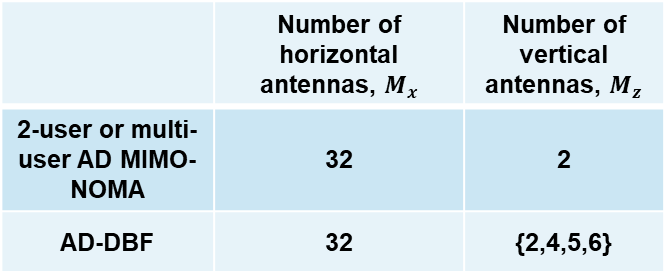 Number of
horizontal
antennas, Mₓ
Number of
vertical
antennas, M_z
2-user or multi-
user AD MIMO-
NOMA
32
2
AD-DBF
32
{2,4,5,6}